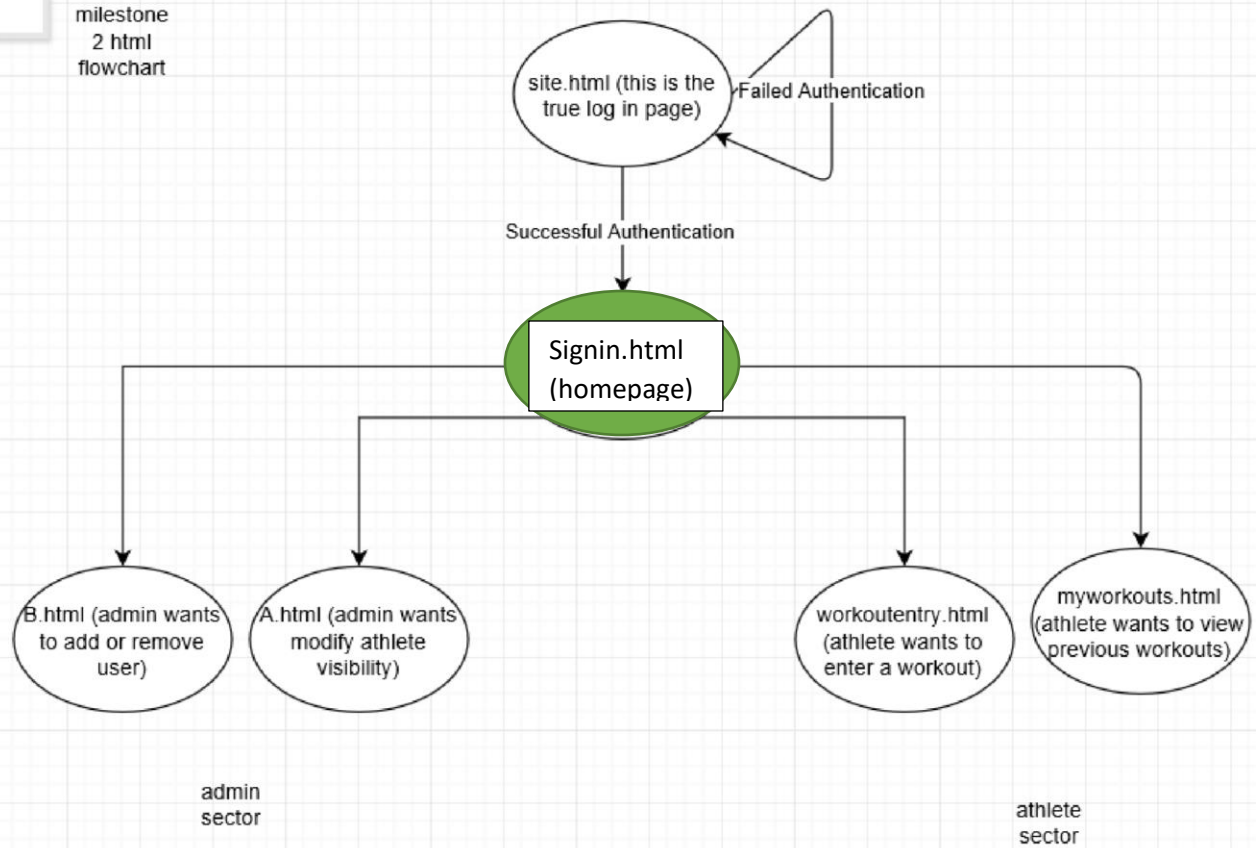 milestone
2 html
flowchart
site.html (this is the
true log in page)
Failed Authentication
Successful Authentication
Signin.html
(homepage)
B.html (admin wants
to add or remove
user)
A.html (admin wants
modify athlete
visibility)
workoutentry.html
(athlete wants to
enter a workout)
myworkouts.html
(athlete wants to view
previous workouts)
admin
sector
athlete
sector